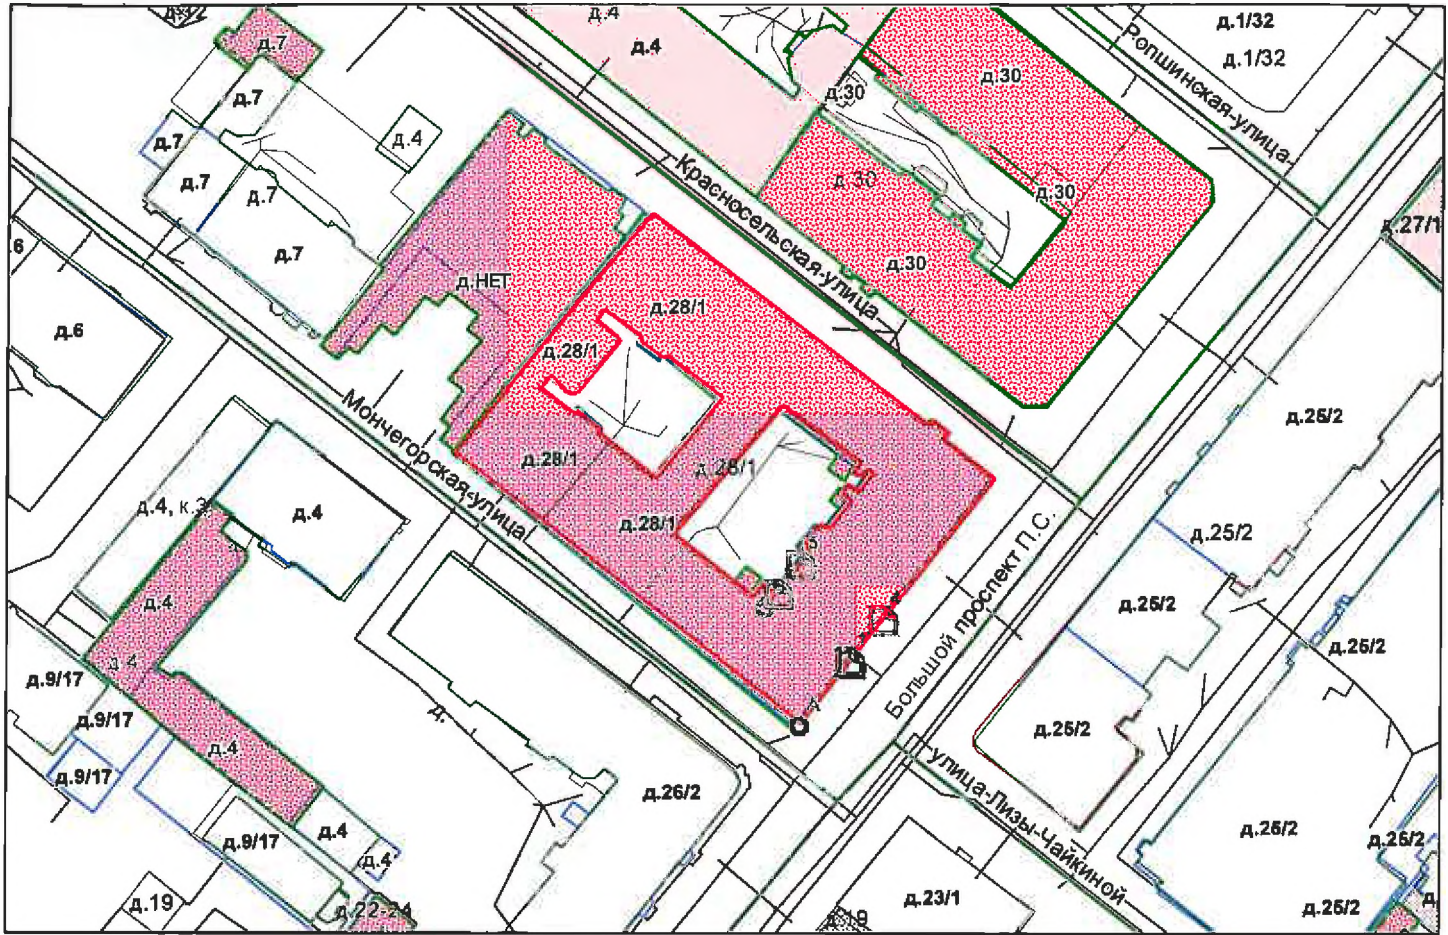 д.4
д.1/32
д.7
д.4
д.1/32
Ропшинская-улица-
д.30
д.30
д.7
д.7
д.4
д.7
д.7
Красносельская-улица
д.30
д.30
д.27/1
д.7
д.НЕТ
д.30
6
д.6
д.28/1
д.28/1
Мончегорская-улица
д.25/2
д.28/1
д.28/1
д.4
д.28/1
д.25/2
Большой проспект П.С.
д.4
д.25/2
4
д.4
д.25/2
д.9/17
д.9/17
7
д.
д.25/2
д.4
д.9/17
д.26/2
улица-Лизы-Чайкиной
д.25/2
д.4
д.9/17
д.25/2
д.4
д.19
д.22-24
д.23/1
д.25/2